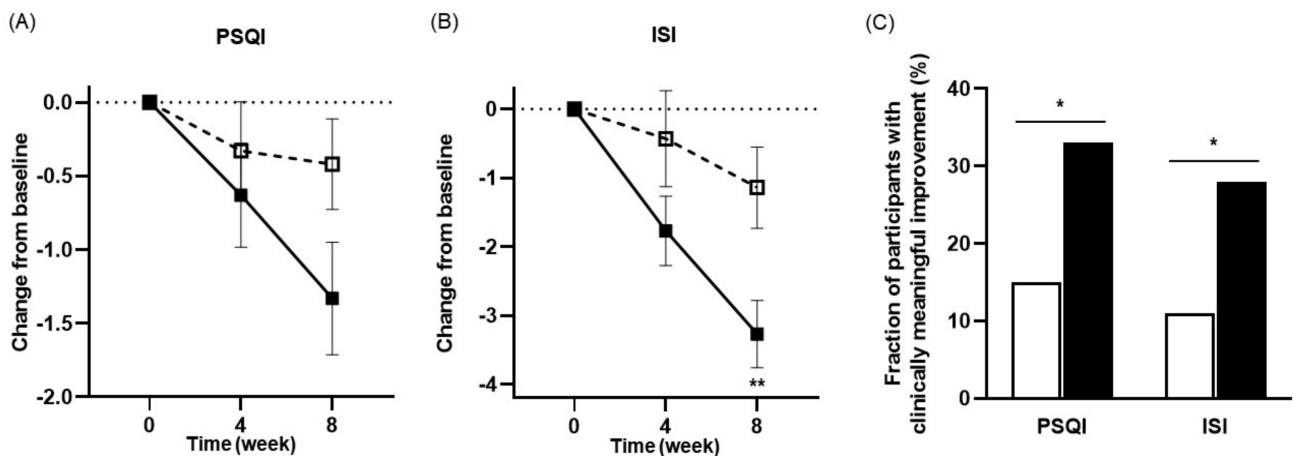 (A)
PSQI
Change from baseline
0.0
-0.5
-1.0
-1.5
-2.0
0 4 8
Time (week)
(B)
ISI
Change from baseline
0
-1
-2
-3
-4
**
0 4 8
Time (week)
(C)
Fraction of participants with
clinically meaningful improvement (%)
40
30
20
10
0
*
*
PSQI ISI